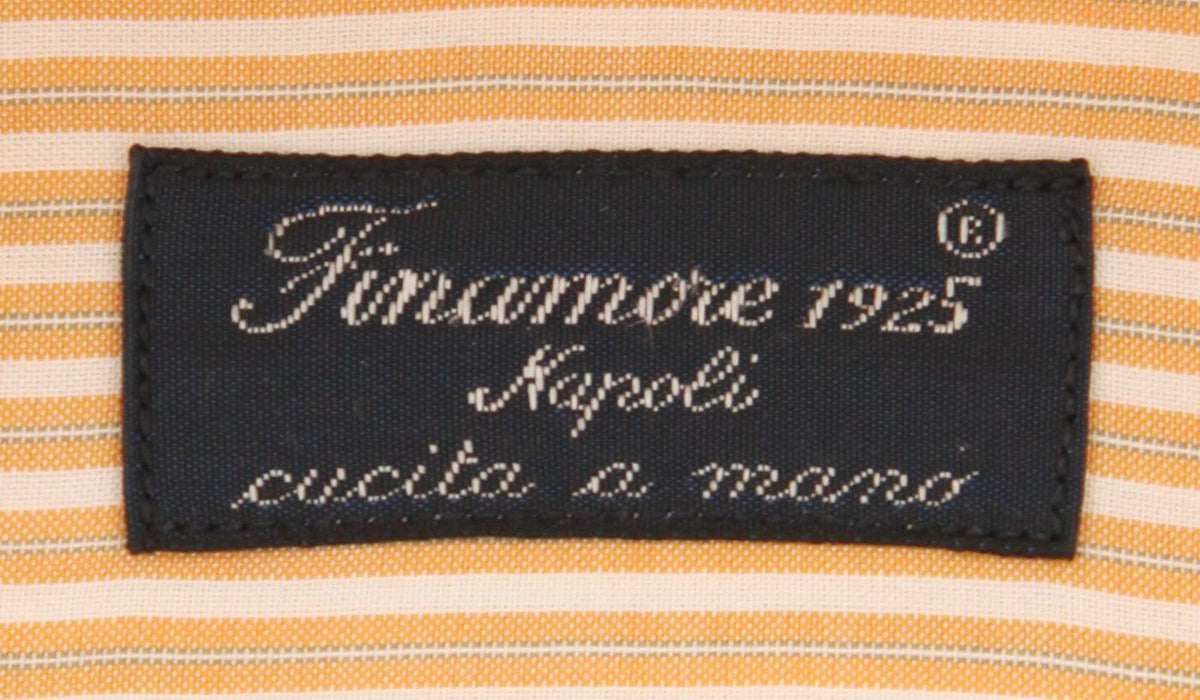 Finamore 1925®
Napoli
cucita a mano